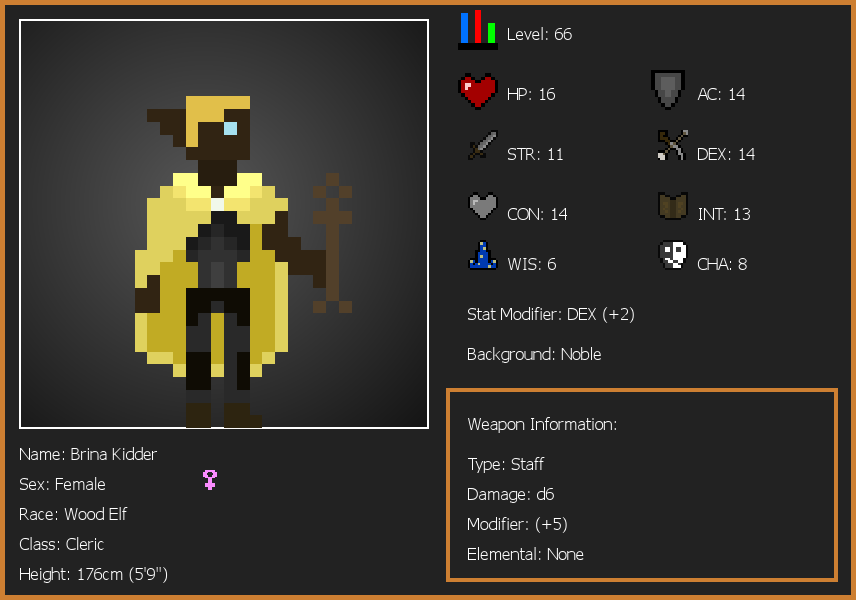 Level: 66
HP: 16
AC: 14
STR: 11
DEX: 14
CON: 14
INT: 13
WIS: 6
CHA: 8
Stat Modifier: DEX (+2)
Background: Noble
Weapon Information:
Type: Staff
Damage: d6
Modifier: (+5)
Elemental: None
Name: Brina Kidder
Sex: Female
Race: Wood Elf
Class: Cleric
Height: 176cm (5'9")